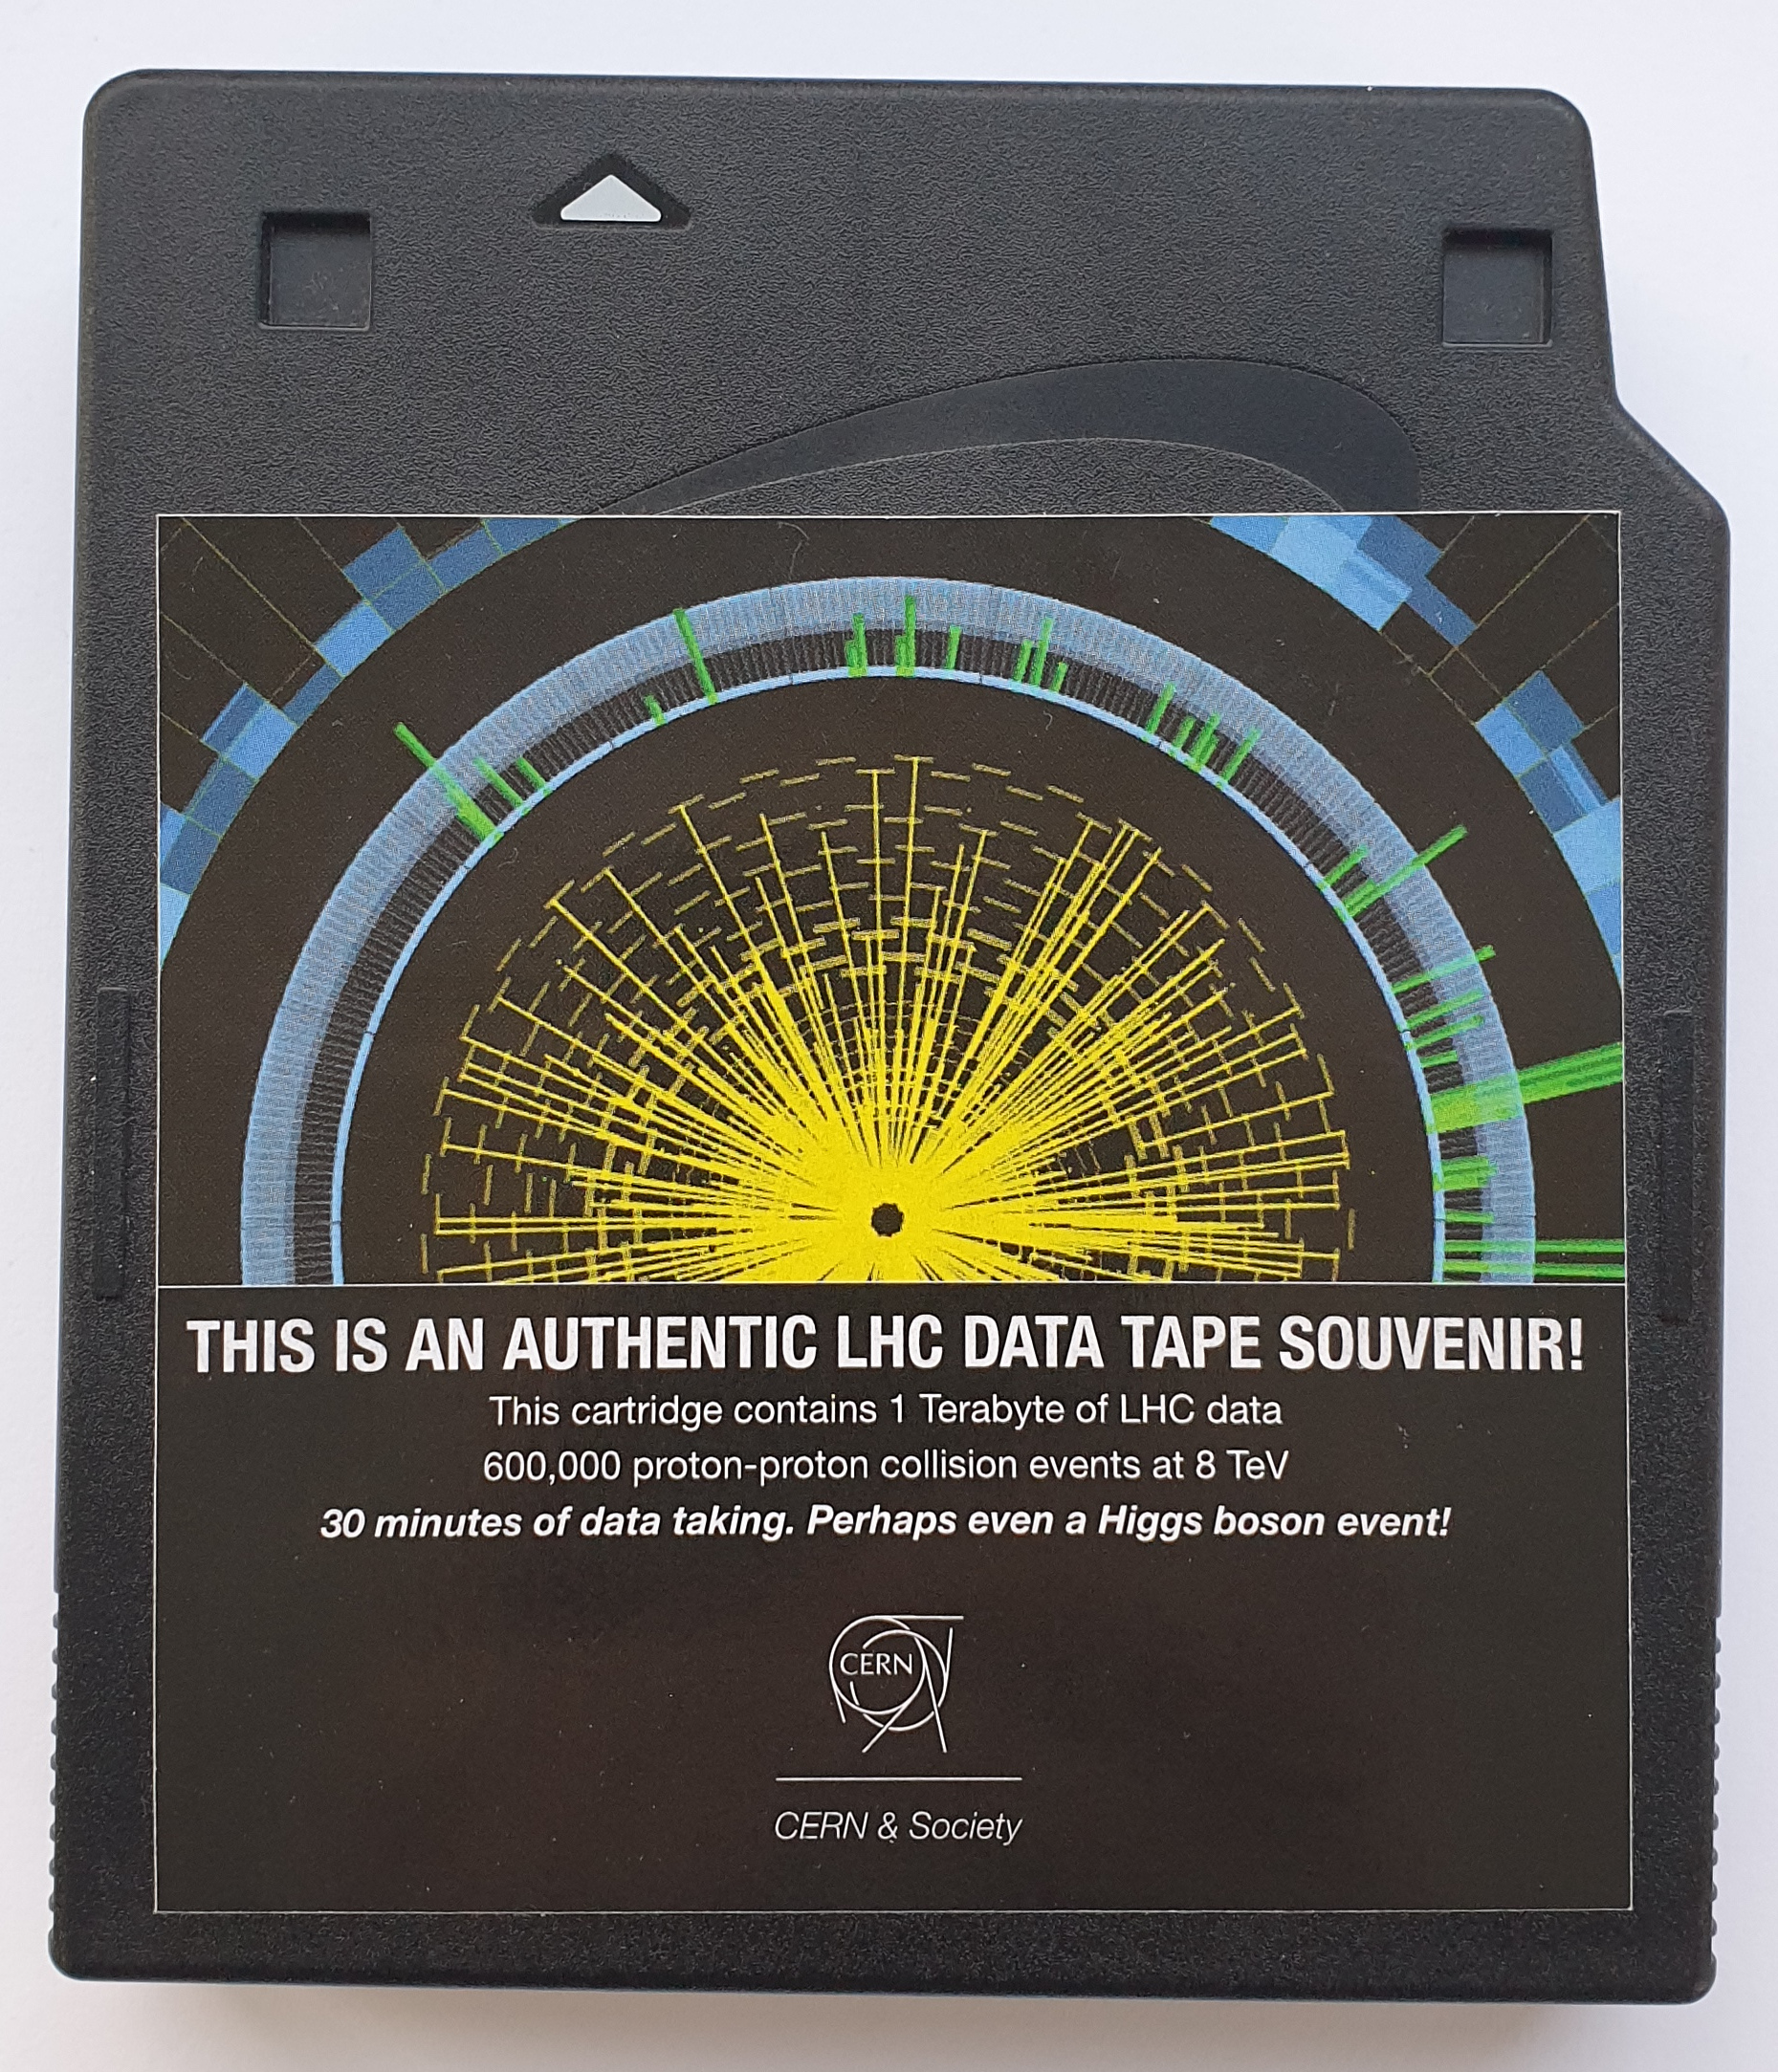 THIS IS AN AUTHENTIC LHC DATA TAPE SOUVENIR!
This cartridge contains 1 Terabyte of LHC data
600,000 proton-proton collision events at 8 TeV
30 minutes of data taking. Perhaps even a Higgs boson event!
CERN
CERN & Society